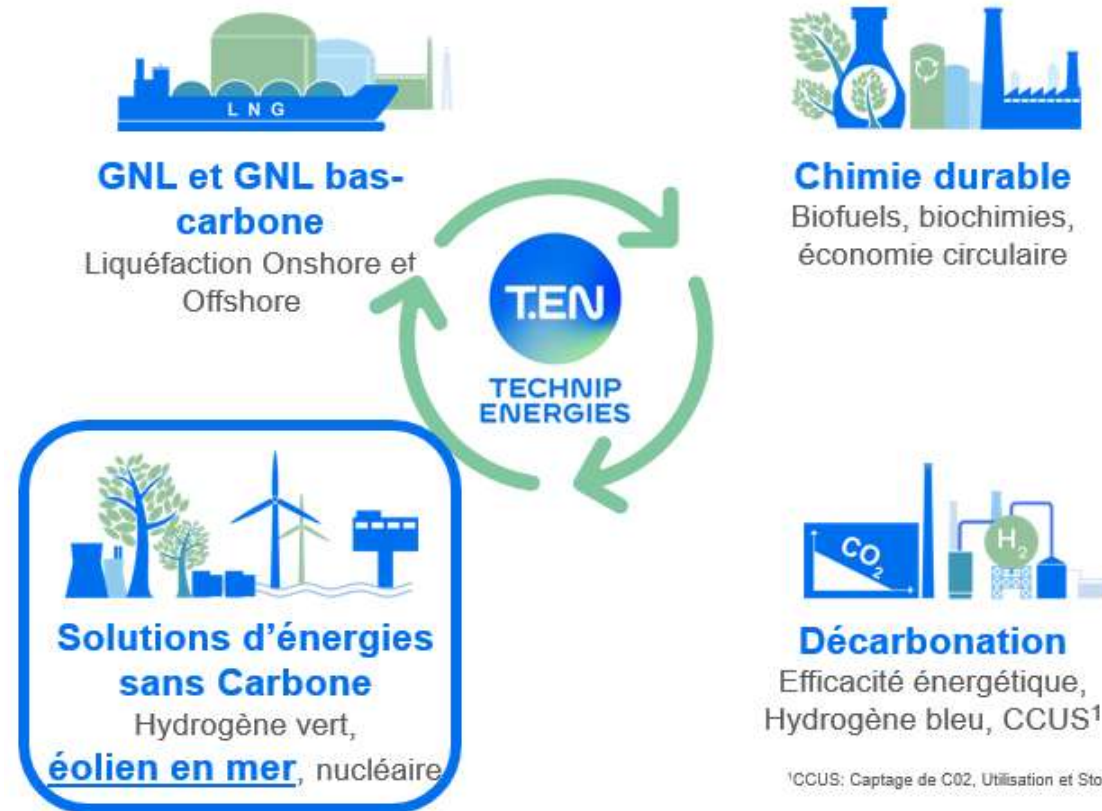 LNG
GNL et GNL bas-
carbone
Liquéfaction Onshore et
Offshore
Chimie durable
Biofuels, biochimies,
économie circulaire
T.EN
TECHNIP
ENERGIES
Solutions d’énergies
sans Carbone
Hydrogène vert,
éolien en mer, nucléaire
CO2
H2
Décarbonation
Efficacité énergétique,
Hydrogène bleu, CCUS¹
¹CCUS: Captage de C02, Utilisation et Sto